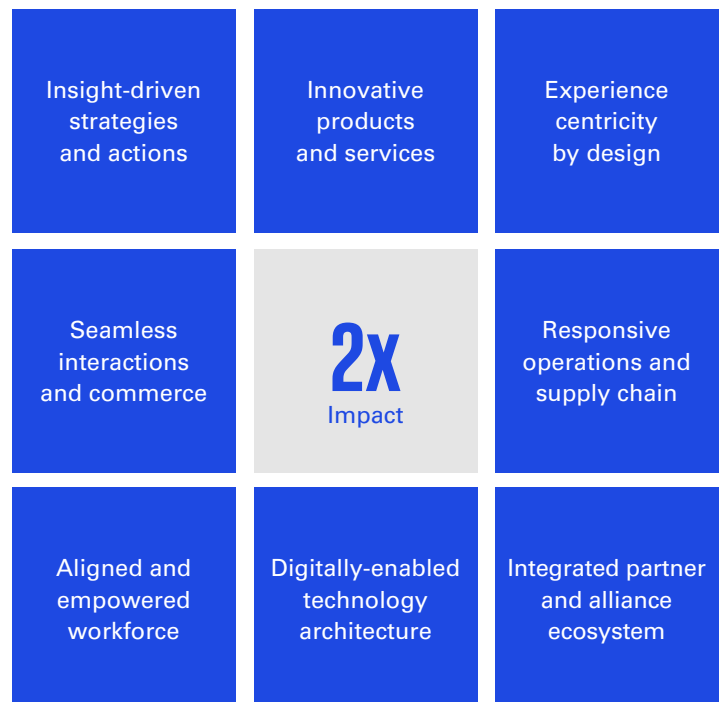 Insight-driven
strategies
and actions
Innovative
products
and services
Experience
centricity
by design
Seamless
interactions
and commerce
2X
Impact
Responsive
operations and
supply chain
Aligned and
empowered
workforce
Digitally-enabled
technology
architecture
Integrated partner
and alliance
ecosystem